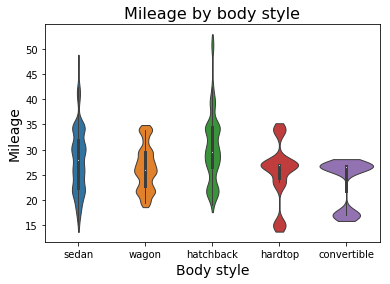 Mileage by body style
Mileage
50
45
40
35
30
25
20
15
sedan wagon hatchback hardtop convertible
Body style